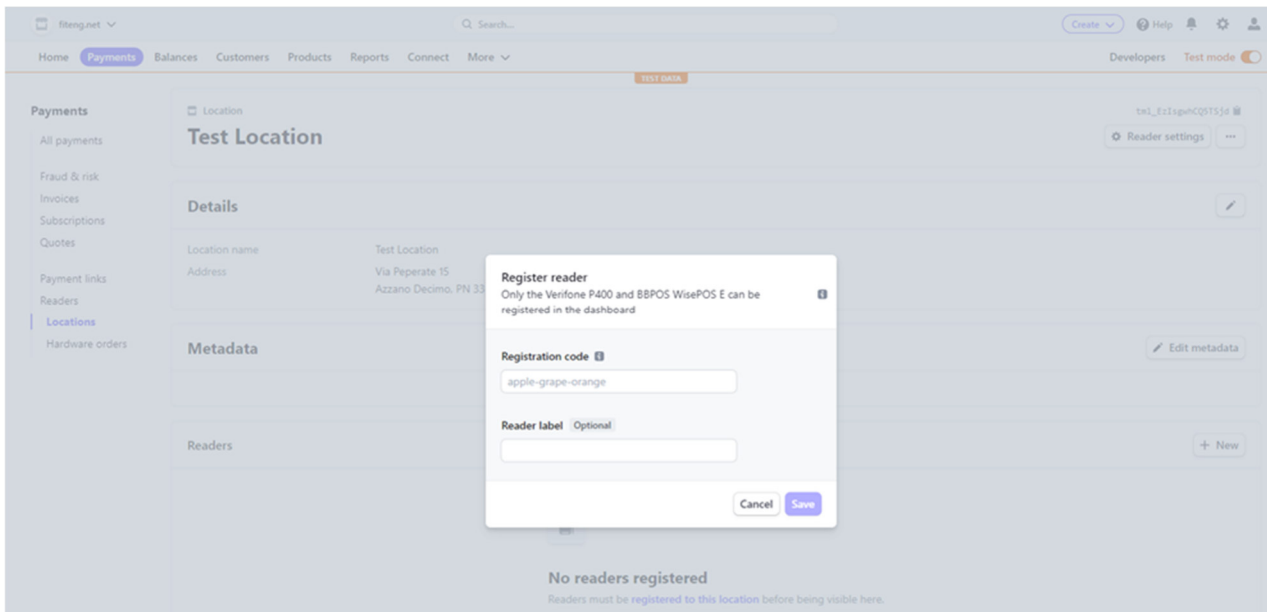 fiteng.net
Search...
Create
Help
Home Payments Balances Customers Products Reports Connect More
Developers Test mode
TEST DATA
Payments
All payments
Fraud & risk
Invoices
Subscriptions
Quotes
Payment links
Readers
Locations
Hardware orders
Location
Test Location
Reader settings
Details
Location name Test Location
Address Via Peperate 15
Azzano Decimo, PN 33
Metadata
Edit metadata
Readers
+ New
Register reader
Only the Verifone P400 and BBPOS WisePOS E can be
registered in the dashboard
Registration code
apple-grape-orange
Reader label Optional
Cancel Save
No readers registered
Readers must be registered to this location before being visible here.